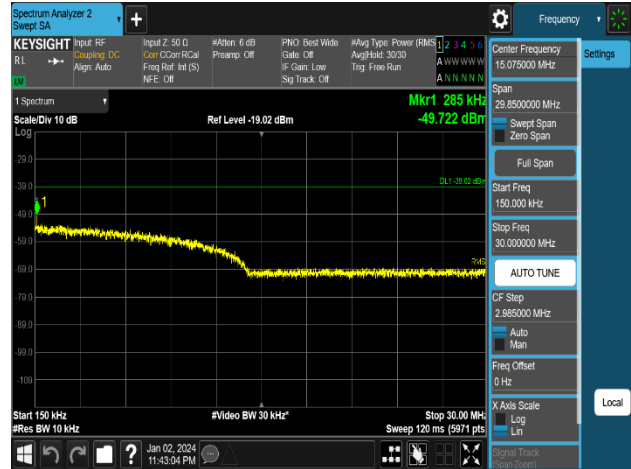 Spectrum Analyzer 2
Swept SA
+
Frequency
KEYSIGHT
Input: RF
Coupling: DC
Align: Auto
Input Z: 50 Ω
Corr CCorr RCal
Freq Ref: Int (S)
NFE: Off
#Atten: 6 dB
Preamp: Off
PNO: Best Wide
Gate: Off
IF Gain: Low
Sig Track: Off
#Avg Type: Power (RMS
Avg|Hold: 30/30
Trig: Free Run
1 2 3 4 5 6
A W W W W W
A N N N N N
R L
LXI
1 Spectrum
Scale/Div 10 dB
Log
Ref Level -19.02 dBm
Mkr1 285 kHz
-49.722 dBm
-29.0
-39.0
-49.0
-59.0
-69.0
-79.0
-89.0
-99.0
-109
DL1 -39.02 dBm
1
RMS
Start 150 kHz
#Res BW 10 kHz
#Video BW 30 kHz*
Stop 30.00 MHz
Sweep 120 ms (5971 pts
?
Jan 02, 2024
11:43:04 PM
Center Frequency
15.075000 MHz
Settings
Span
29.8500000 MHz
Swept Span
Zero Span
Full Span
Start Freq
150.000 kHz
Stop Freq
30.000000 MHz
AUTO TUNE
CF Step
2.985000 MHz
Auto
Man
Freq Offset
0 Hz
X Axis Scale
Log
Lin
Local
Signal Track
(Span Zoom)